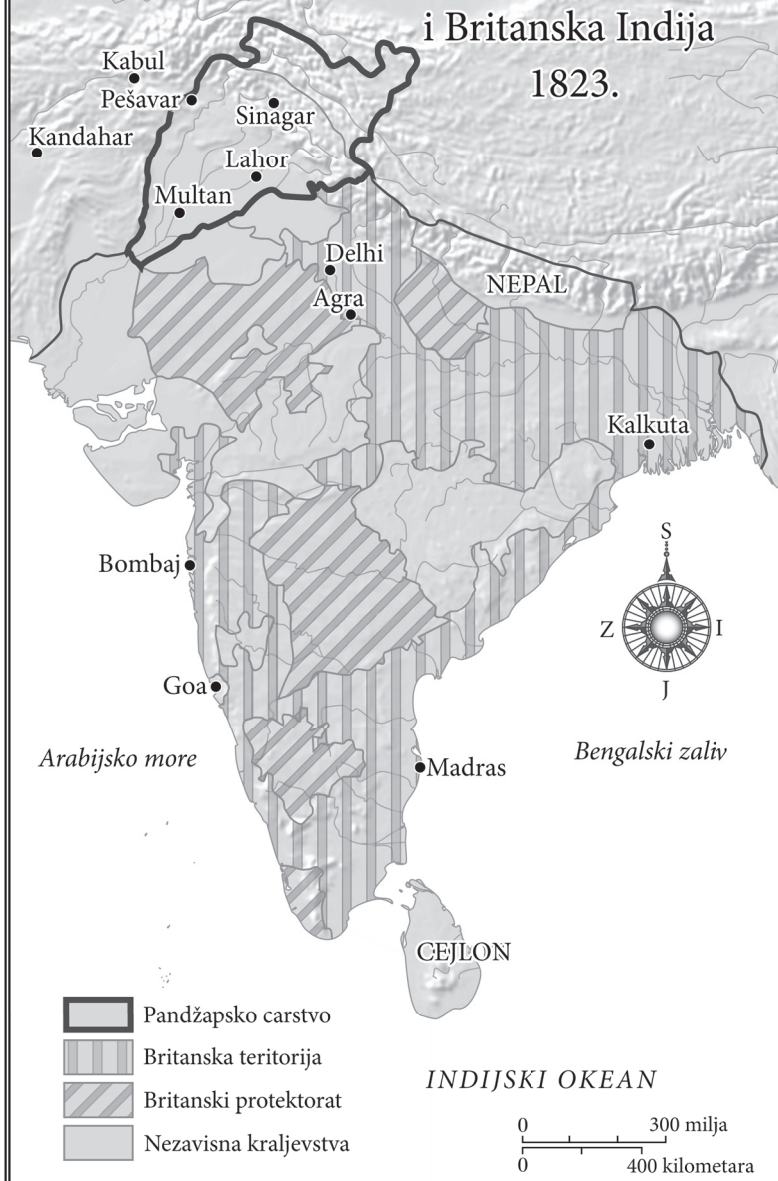 i Britanska Indija
1823.
Kabul
Pešavar
Sinagar
Kandahar
Lahor
Multan
Delhi
NEPAL
Agra
Kalkuta
S
Bombaj
Z
I
J
Goa
Arabijsko more
Bengalski zaliv
Madras
CEJLON
Pandžapsko carstvo
Britanska teritorija
Britanski protektorat
Nezavisna kraljevstva
INDIJSKI OKEAN
0 300 milja
0 400 kilometara